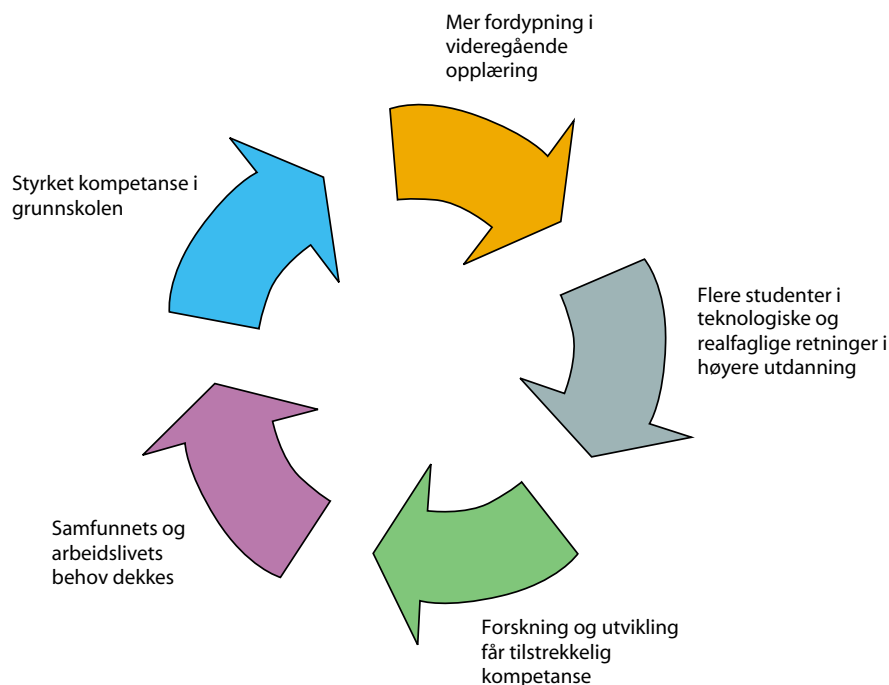 Mer fordypning i
videregående
opplæring
Styrket kompetanse i
grunnskolen
Flere studenter i
teknologiske og
realfaglige retninger i
høyere utdanning
Samfunnets og
arbeidslivets
behov dekkes
Forskning og utvikling
får tilstrekkelig
kompetanse